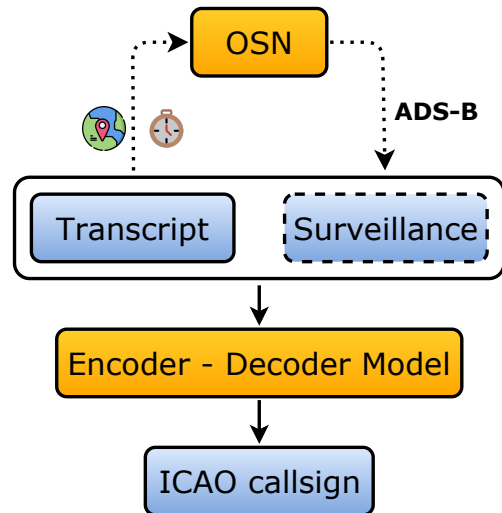 OSN
ADS-B
Transcript
Surveillance
Encoder - Decoder Model
ICAO callsign